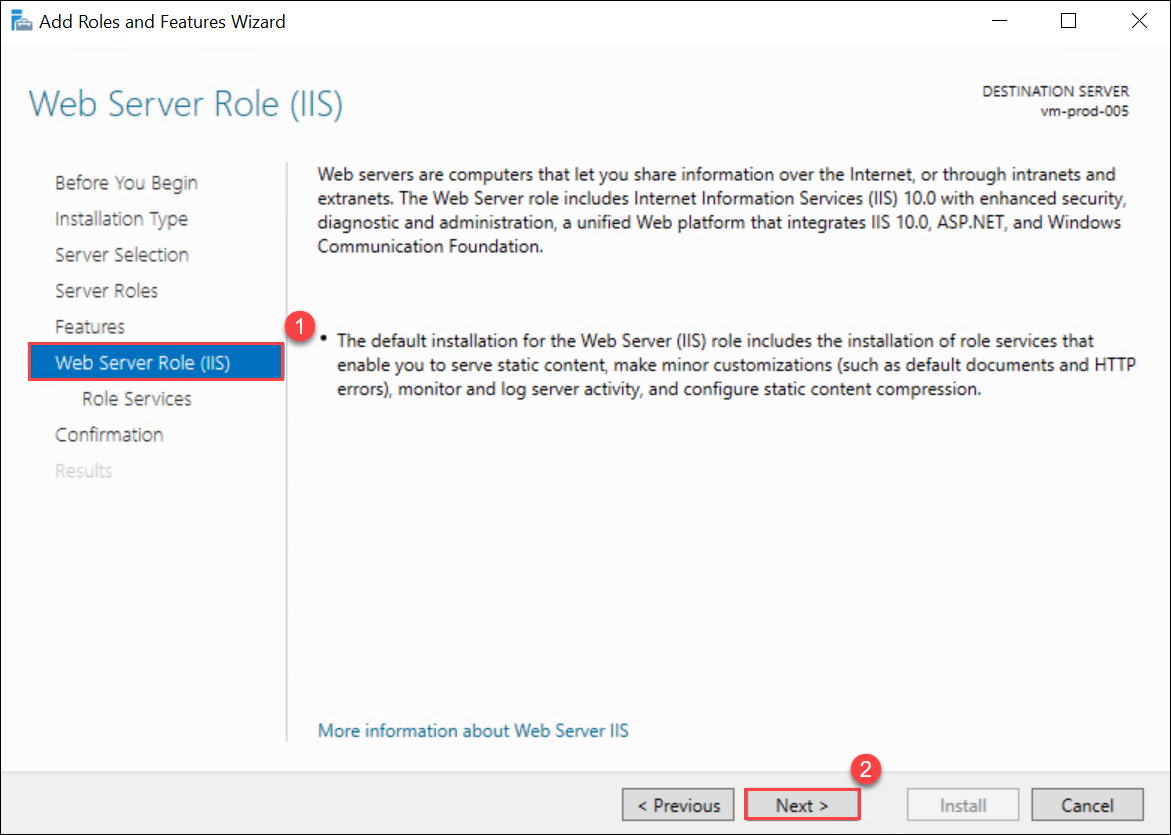 Add Roles and Features Wizard
Web Server Role (IIS)
DESTINATION SERVER
vm-prod-005
Before You Begin
Installation Type
Server Selection
Server Roles
Features
Web Server Role (IIS)
Role Services
Confirmation
Results
Web servers are computers that let you share information over the Internet, or through intranets and
extranets. The Web Server role includes Internet Information Services (IIS) 10.0 with enhanced security,
diagnostic and administration, a unified Web platform that integrates IIS 10.0, ASP.NET, and Windows
Communication Foundation.
1
• The default installation for the Web Server (IIS) role includes the installation of role services that
enable you to serve static content, make minor customizations (such as default documents and HTTP
errors), monitor and log server activity, and configure static content compression.
More information about Web Server IIS
2
< Previous
Next >
Install
Cancel